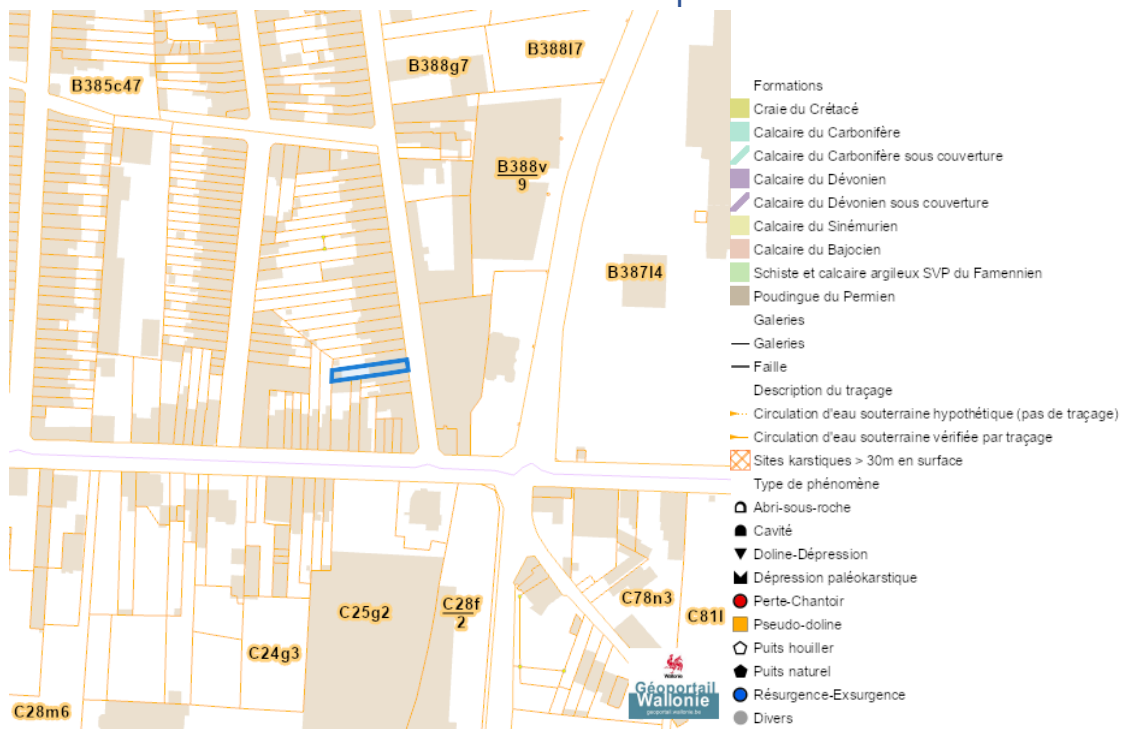 B388l7
B388g7
B385c47
B388v
9
B387l4
C25g2
C28f
2
C78n3
C81l
C24g3
C28m6
Wallonie
Géoportail
Wallonie
geoportail.wallonie.be
Formations
Craie du Crétacé
Calcaire du Carbonifère
Calcaire du Carbonifère sous couverture
Calcaire du Dévonien
Calcaire du Dévonien sous couverture
Calcaire du Sinémurien
Calcaire du Bajocien
Schiste et calcaire argileux SVP du Famennien
Poudingue du Permien
Galeries
Galeries
Faille
Description du traçage
Circulation d'eau souterraine hypothétique (pas de traçage)
Circulation d'eau souterraine vérifiée par traçage
Sites karstiques > 30m en surface
Type de phénomène
Abri-sous-roche
Cavité
Doline-Dépression
Dépression paléokarstique
Perte-Chantoir
Pseudo-doline
Puits houiller
Puits naturel
Résurgence-Exsurgence
Divers